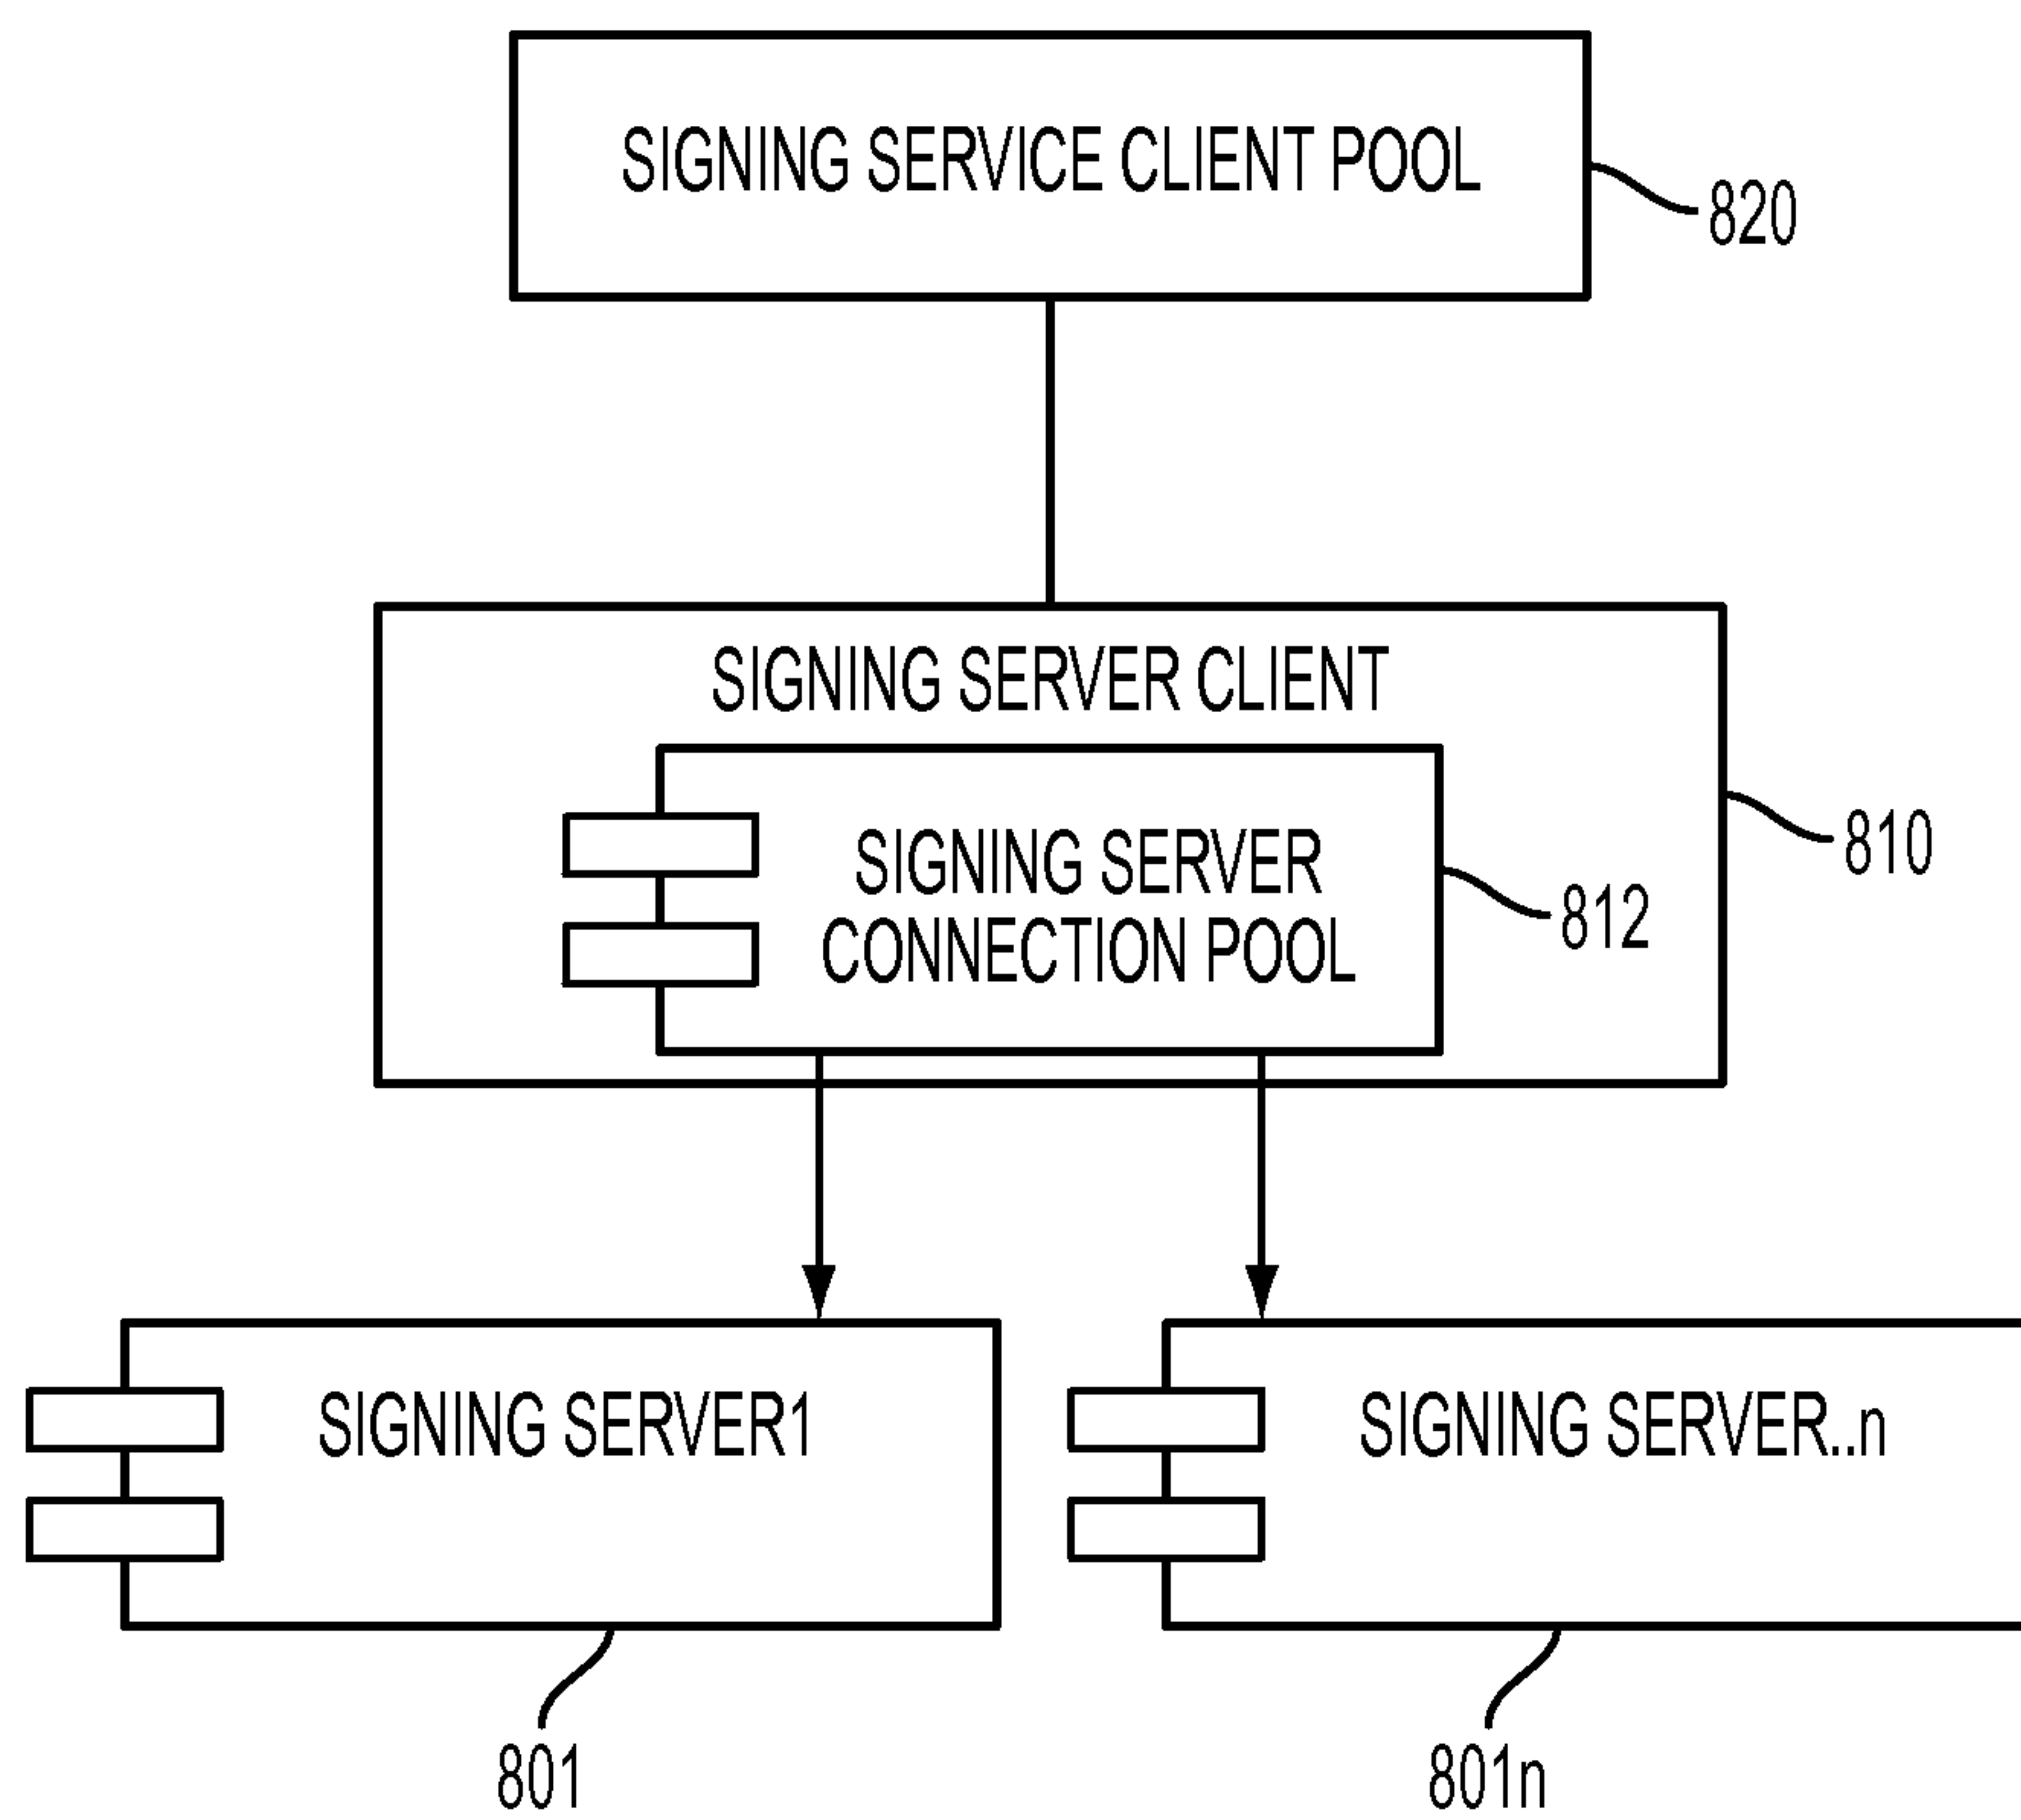 SIGNING SERVICE CLIENT POOL
820
SIGNING SERVER CLIENT
810
SIGNING SERVER
CONNECTION POOL
812
SIGNING SERVER1
SIGNING SERVER..n
801
801n